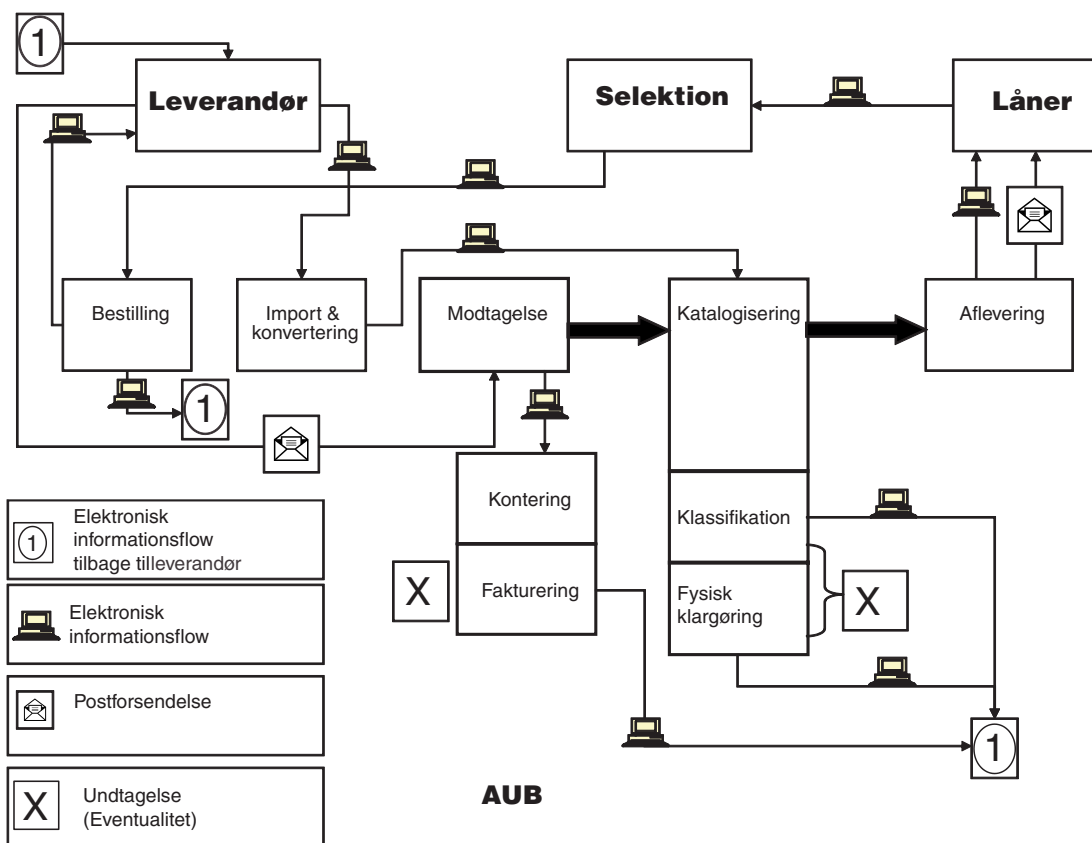 1
Leverandør
Selektion
Låner
Bestilling
Import &
konvertering
Modtagelse
Katalogisering
Aflevering
1
Kontering
Klassifikation
X
Fakturering
Fysisk
klargøring
X
1
1
Elektronisk
informationsflow
tilbage tilleverandør
Elektronisk
informationsflow
Postforsendelse
X
Undtagelse
(Eventualitet)
AUB